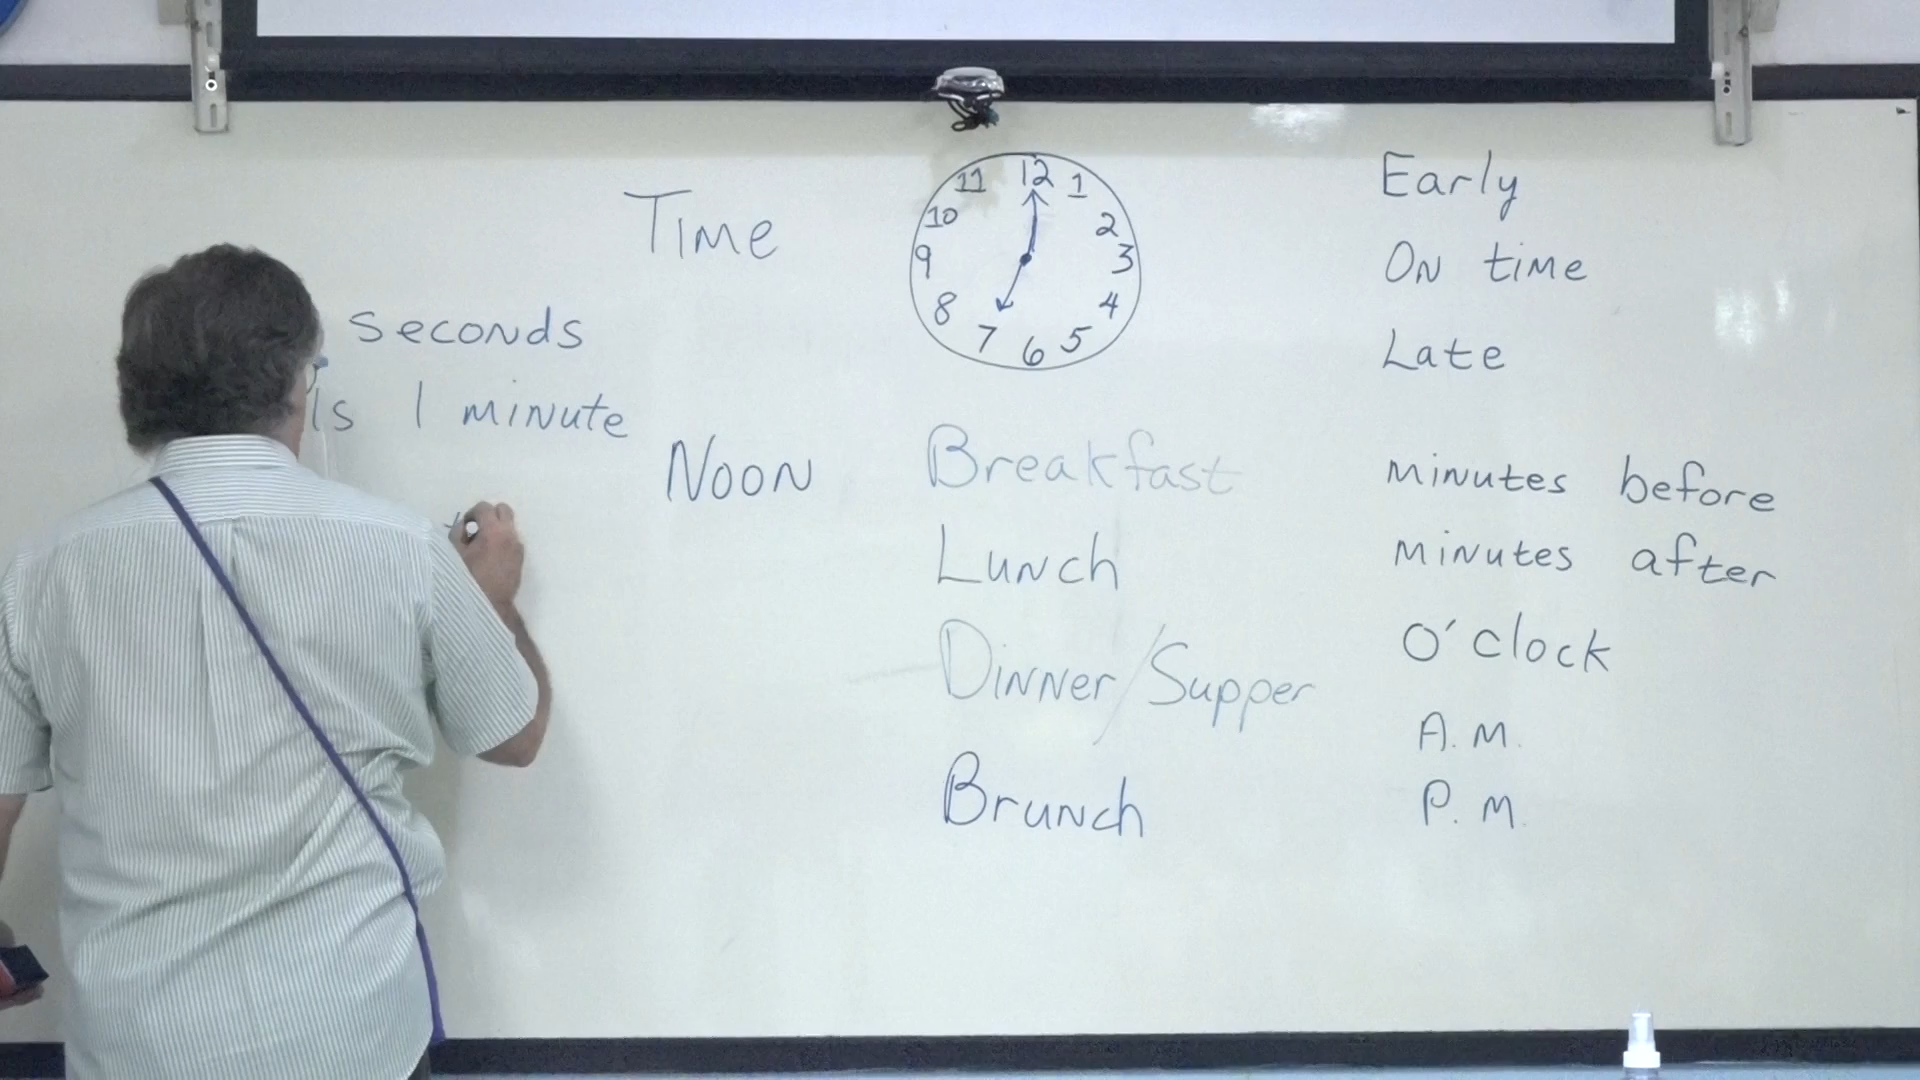 Time
12
11
1
10
2
9
3
8
4
7
5
6
Early
On time
Late
seconds
is 1 minute
Noon
Breakfast
Lunch
Dinner/Supper
Brunch
minutes before
minutes after
O'clock
A.M.
P.M.